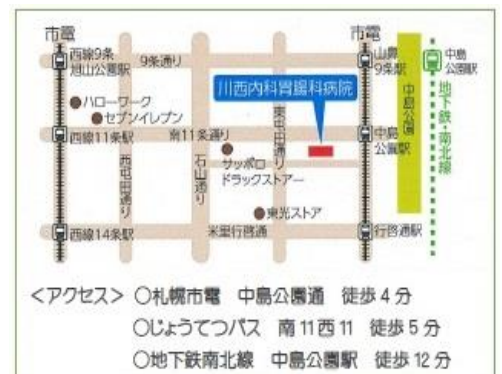 市電
市電
西線9条
旭山公園駅
9条通り
山鼻
9条駅
中島
公園駅
川西内科胃腸科病院
ハローワーク
セブンイレブン
西線11条駅
南11条通り
東屯田通り
中島
公園駅
中島公園
地下鉄・南北線
西屯田通り
石山通り
サッポロ
ドラッグストアー
東光ストア
西線14条駅
米里行啓通
行啓通駅
<アクセス> ○札幌市電 中島公園通 徒歩4分
○じょうてつバス 南11西11 徒歩5分
○地下鉄南北線 中島公園駅 徒歩12分